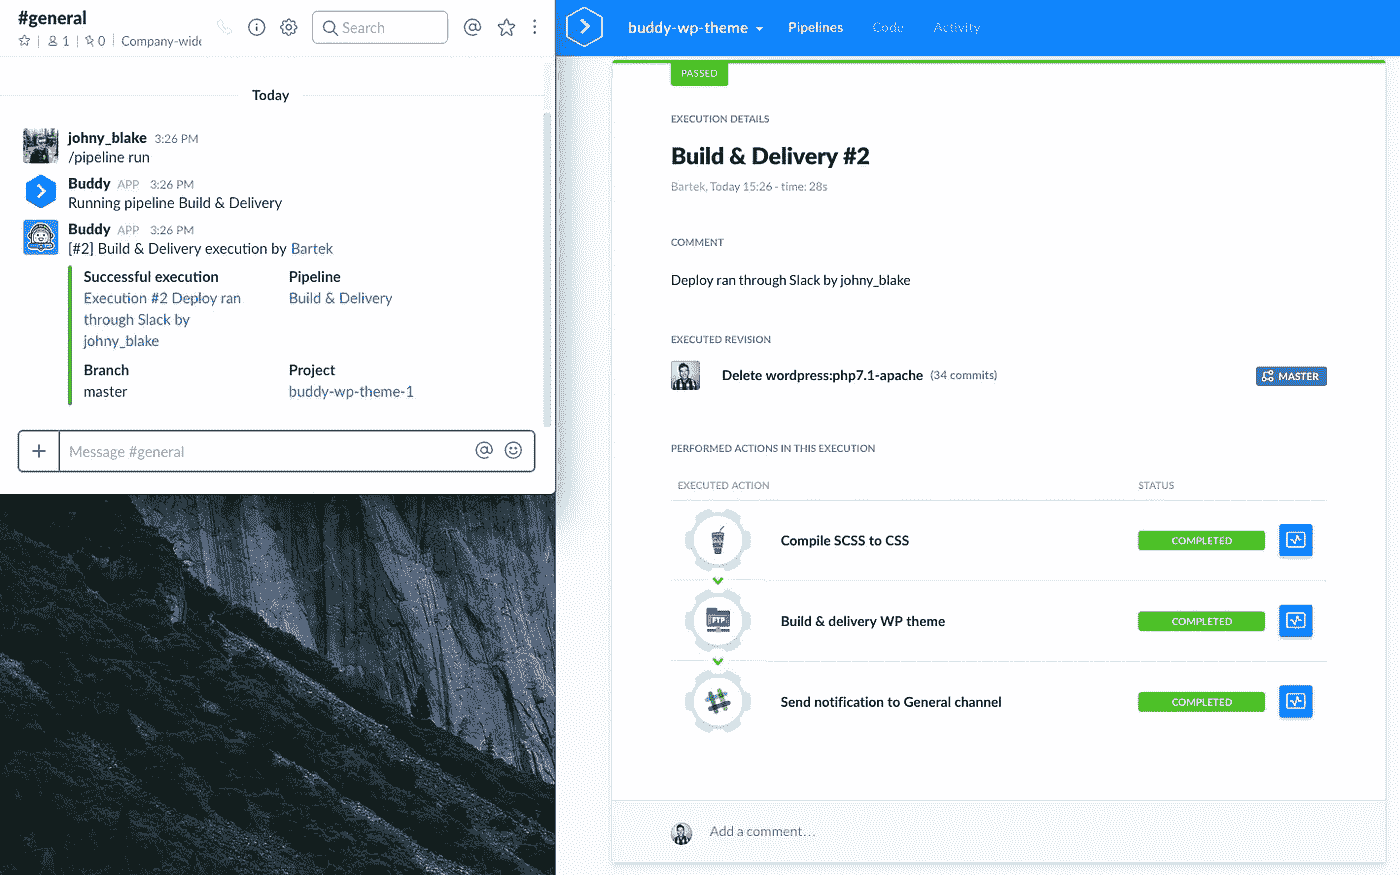 #general
1 | 0 | Company-wide
Search
Today
johny_blake 3:26 PM
/pipeline run
Buddy APP 3:26 PM
Running pipeline Build & Delivery
Buddy APP 3:26 PM
[#2] Build & Delivery execution by Bartek
Successful execution
Execution #2 Deploy ran
through Slack by
johny_blake
Pipeline
Build & Delivery
Branch
master
Project
buddy-wp-theme-1
Message #general
buddy-wp-theme Pipelines Code Activity
PASSED
EXECUTION DETAILS
Build & Delivery #2
Bartek, Today 15:26 - time: 28s
COMMENT
Deploy ran through Slack by johny_blake
EXECUTED REVISION
Delete wordpress:php7.1-apache (34 commits) MASTER
PERFORMED ACTIONS IN THIS EXECUTION
EXECUTED ACTION STATUS
Compile SCSS to CSS COMPLETED
FTP
Build & delivery WP theme COMPLETED
Send notification to General channel COMPLETED
Add a comment...